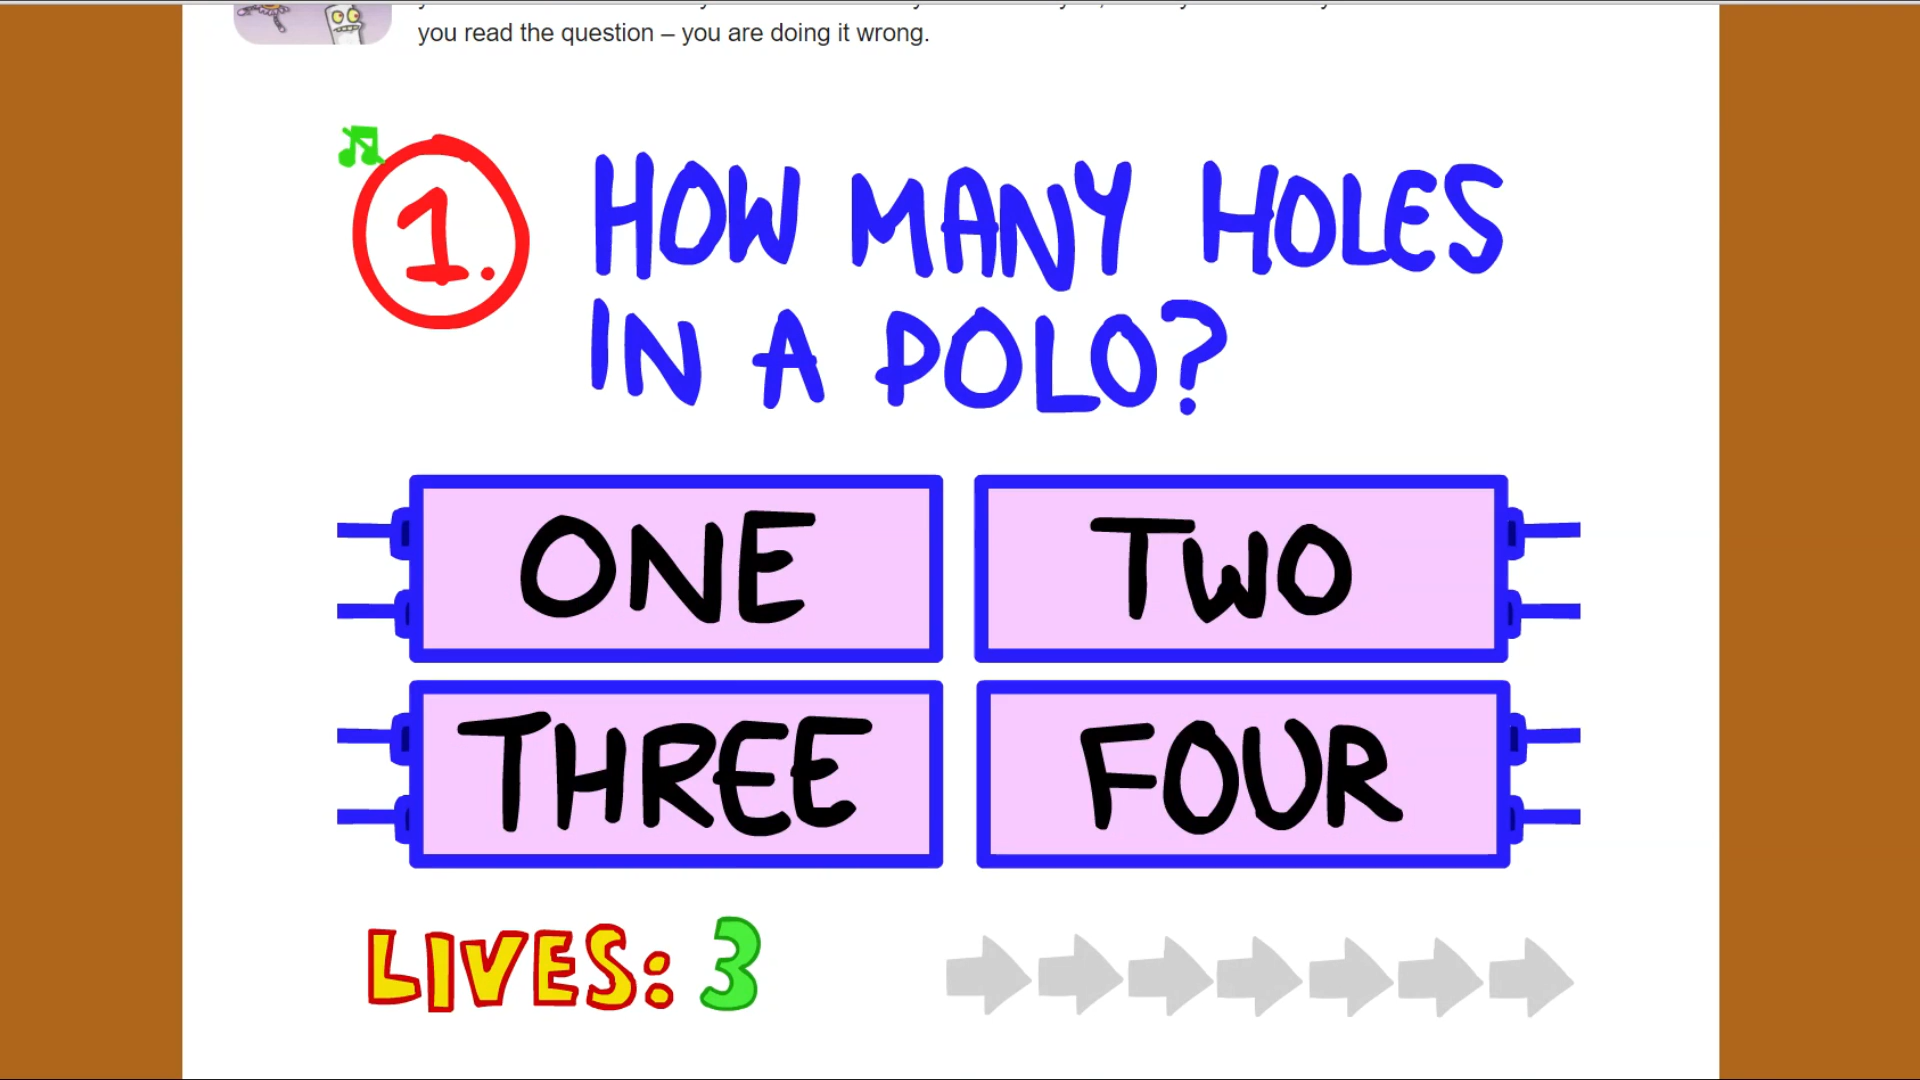 you read the question – you are doing it wrong.
1. HOW MANY HOLES
IN A POLO?
ONE
TWO
THREE
FOUR
LIVES: 3